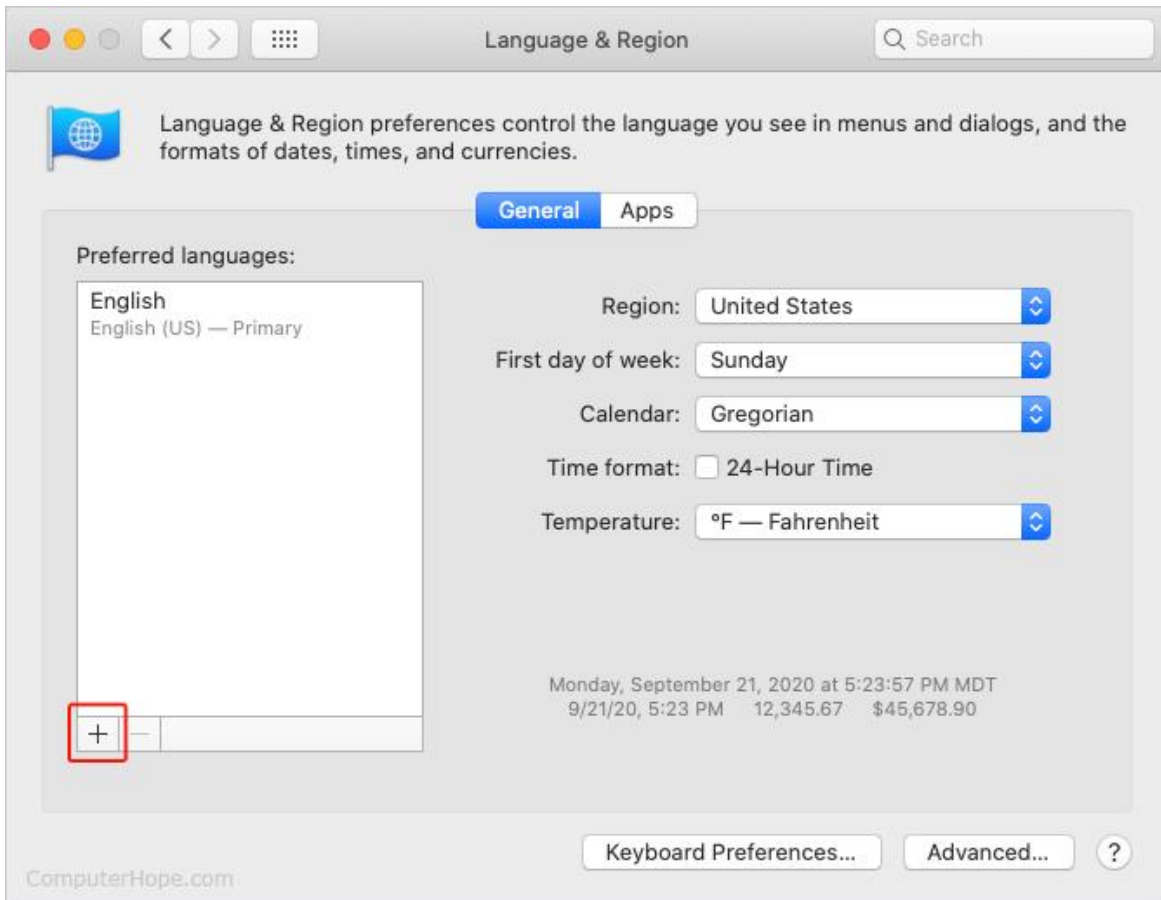 Language & Region
Search
Language & Region preferences control the language you see in menus and dialogs, and the
formats of dates, times, and currencies.
General
Apps
Preferred languages:
English
English (US) — Primary
Region: United States
First day of week: Sunday
Calendar: Gregorian
Time format: 24-Hour Time
Temperature: °F — Fahrenheit
Monday, September 21, 2020 at 5:23:57 PM MDT
9/21/20, 5:23 PM 12,345.67 $45,678.90
+ —
Keyboard Preferences... Advanced... ?
ComputerHope.com